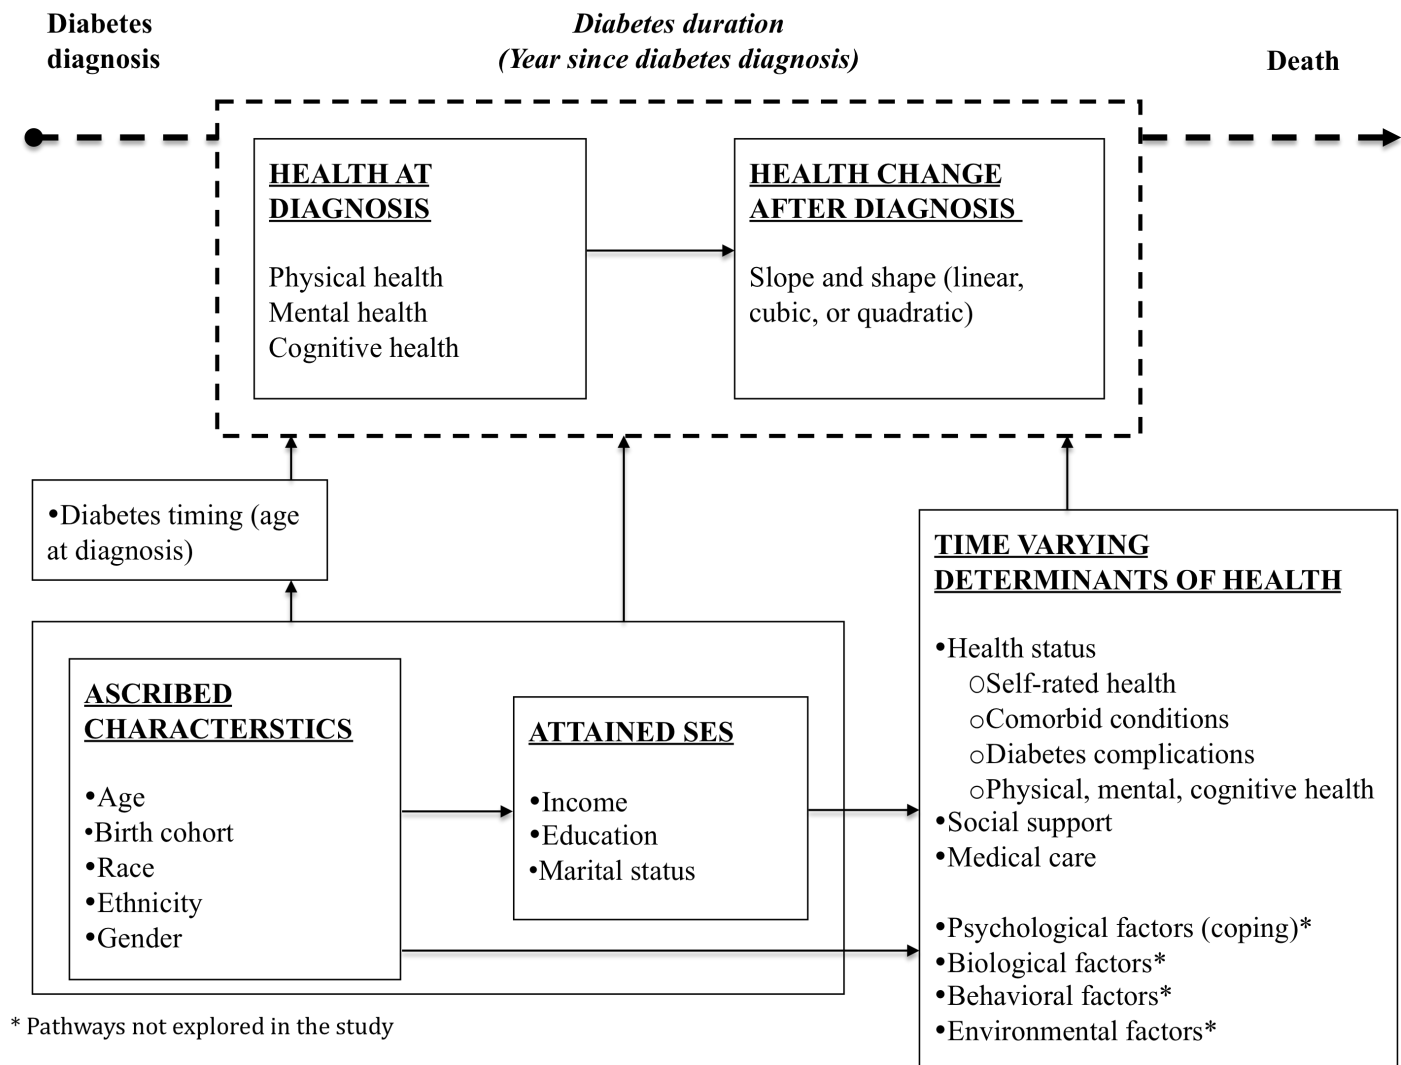 Diabetes
diagnosis
Diabetes duration
(Year since diabetes diagnosis)
Death
HEALTH AT
DIAGNOSIS
Physical health
Mental health
Cognitive health
HEALTH CHANGE
AFTER DIAGNOSIS
Slope and shape (linear,
cubic, or quadratic)
•Diabetes timing (age
at diagnosis)
ASCRIBED
CHARACTERSTICS
•Age
•Birth cohort
•Race
•Ethnicity
•Gender
ATTAINED SES
•Income
•Education
•Marital status
TIME VARYING
DETERMINANTS OF HEALTH
•Health status
○Self-rated health
○Comorbid conditions
○Diabetes complications
○Physical, mental, cognitive health
•Social support
•Medical care
•Psychological factors (coping)*
•Biological factors*
•Behavioral factors*
•Environmental factors*
* Pathways not explored in the study